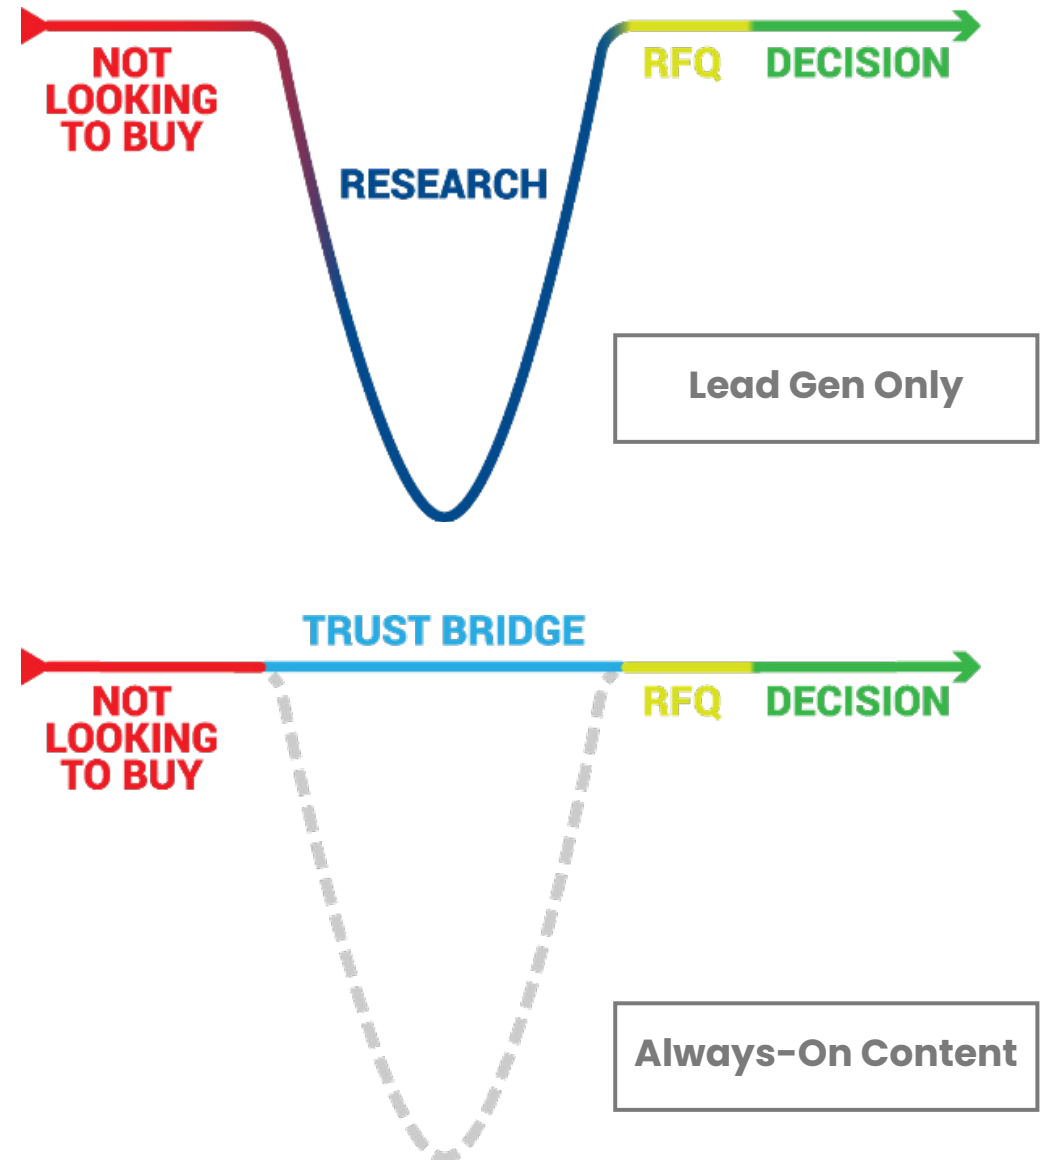 NOT
LOOKING
TO BUY
RESEARCH
RFQ
DECISION
Lead Gen Only
TRUST BRIDGE
NOT
LOOKING
TO BUY
RFQ
DECISION
Always-On Content